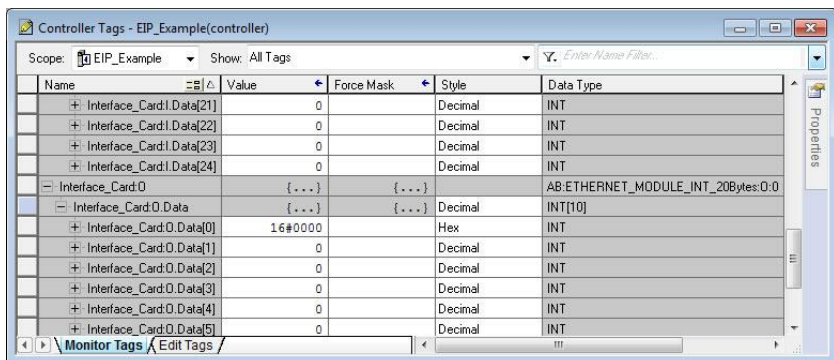 Controller Tags - EIP_Example(controller)
Scope: EIP_Example Show: All Tags Enter Name Filter...
Name Value Force Mask Style Data Type
Interface_Card:I.Data[21] 0 Decimal INT
Interface_Card:I.Data[22] 0 Decimal INT
Interface_Card:I.Data[23] 0 Decimal INT
Interface_Card:I.Data[24] 0 Decimal INT
Interface_Card:O {...} {...} AB:ETHERNET_MODULE_INT_20Bytes:O:0
Interface_Card:O.Data {...} {...} Decimal INT[10]
Interface_Card:O.Data[0] 16#0000 Hex INT
Interface_Card:O.Data[1] 0 Decimal INT
Interface_Card:O.Data[2] 0 Decimal INT
Interface_Card:O.Data[3] 0 Decimal INT
Interface_Card:O.Data[4] 0 Decimal INT
Interface_Card:O.Data[5] 0 Decimal INT
Monitor Tags Edit Tags
Properties